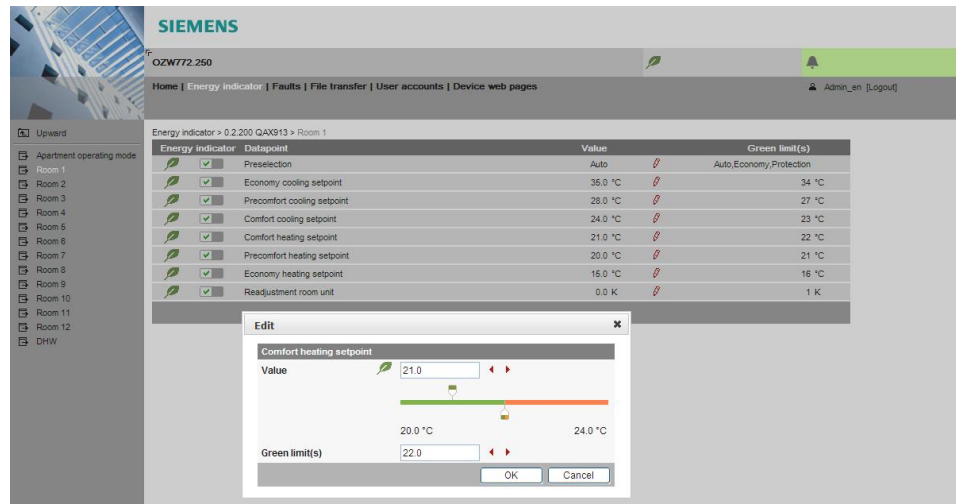 SIEMENS
OZW772.250
Home | Energy indicator | Faults | File transfer | User accounts | Device web pages
Admin_en [Logout]
Upward
Apartment operating mode
Room 1
Room 2
Room 3
Room 4
Room 5
Room 6
Room 7
Room 8
Room 9
Room 10
Room 11
Room 12
DHW
Energy indicator > 0.2.200 QAX913 > Room 1
Energy indicator Datapoint Value Green limit(s)
Preselection Auto Auto,Economy,Protection
Economy cooling setpoint 35.0 °C 34 °C
Precomfort cooling setpoint 28.0 °C 27 °C
Comfort cooling setpoint 24.0 °C 23 °C
Comfort heating setpoint 21.0 °C 22 °C
Precomfort heating setpoint 20.0 °C 21 °C
Economy heating setpoint 15.0 °C 16 °C
Readjustment room unit 0.0 K 1 K
Edit
Comfort heating setpoint
Value 21.0
20.0 °C 24.0 °C
Green limit(s) 22.0
OK Cancel